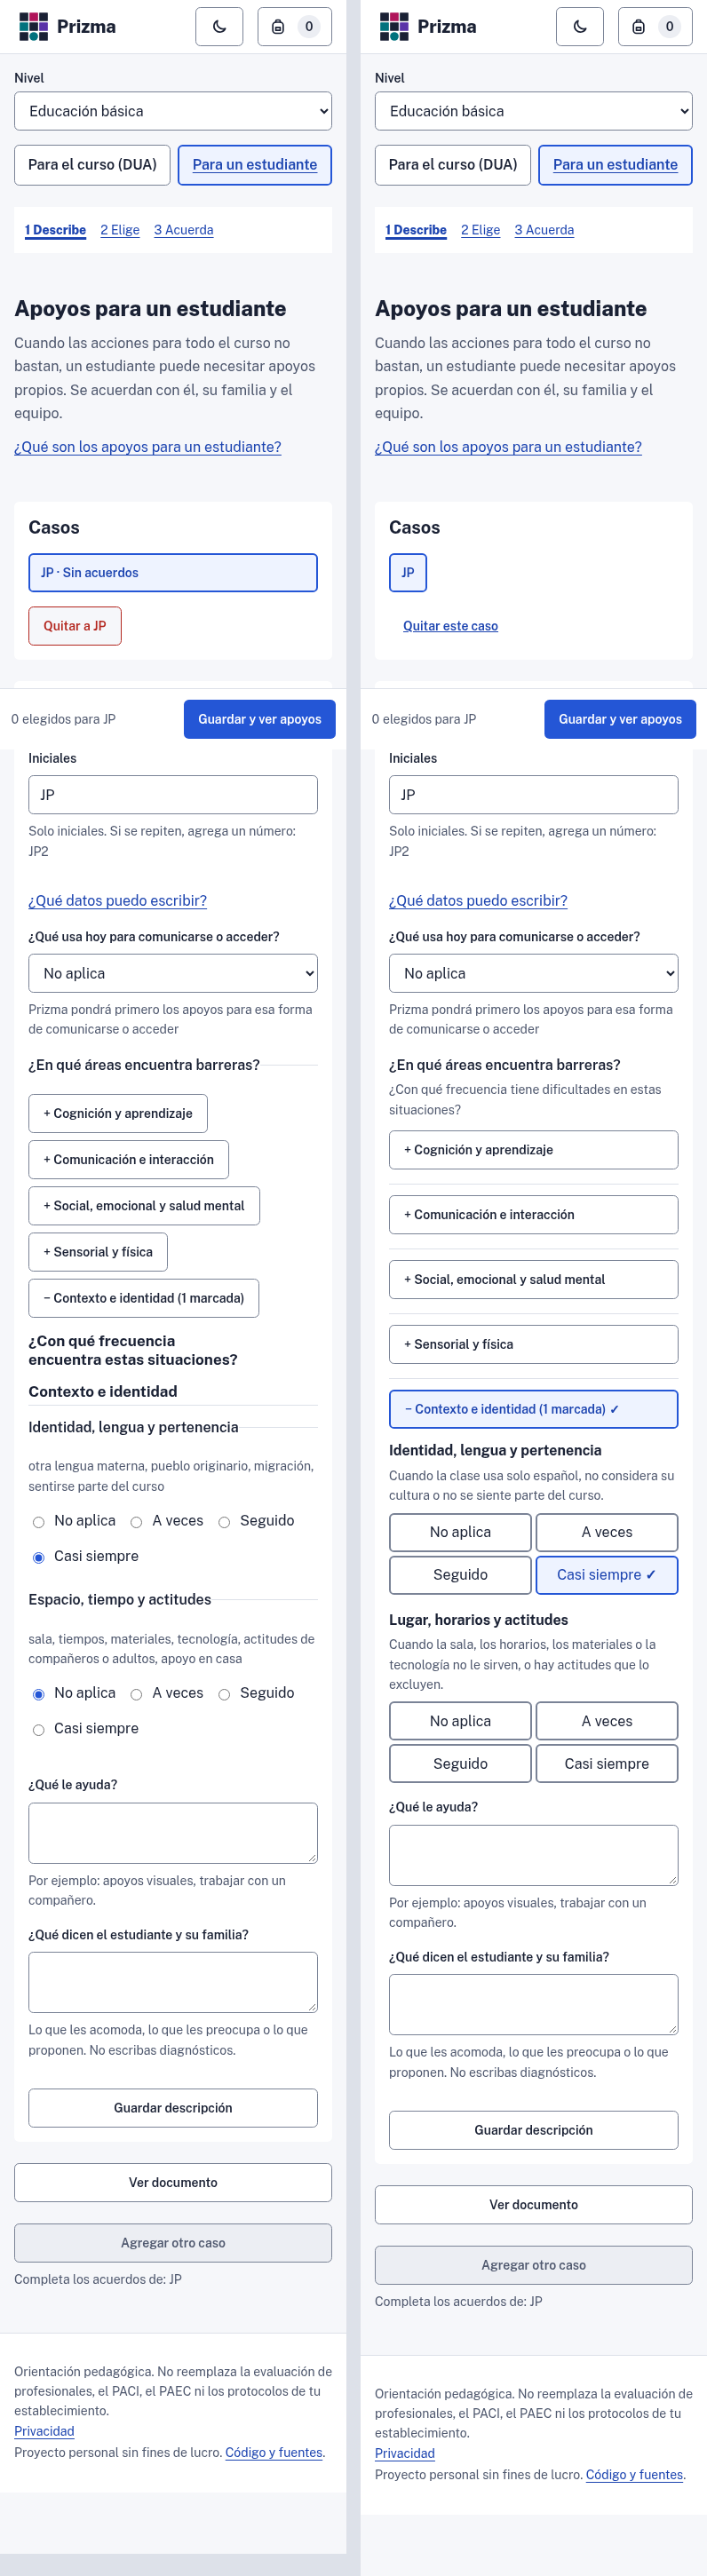 Prizma
0
Nivel
Educación básica
Para el curso (DUA)
Para un estudiante
1 Describe
2 Elige
3 Acuerda
Apoyos para un estudiante
Cuando las acciones para todo el curso no
bastan, un estudiante puede necesitar apoyos
propios. Se acuerdan con él, su familia y el
equipo.
¿Qué son los apoyos para un estudiante?
Casos
JP · Sin acuerdos
Quitar a JP
0 elegidos para JP
Guardar y ver apoyos
Iniciales
JP
Solo iniciales. Si se repiten, agrega un número:
JP2
¿Qué datos puedo escribir?
¿Qué usa hoy para comunicarse o acceder?
No aplica
Prizma pondrá primero los apoyos para esa forma
de comunicarse o acceder
¿En qué áreas encuentra barreras?
+ Cognición y aprendizaje
+ Comunicación e interacción
+ Social, emocional y salud mental
+ Sensorial y física
− Contexto e identidad (1 marcada)
¿Con qué frecuencia
encuentra estas situaciones?
Contexto e identidad
Identidad, lengua y pertenencia
otra lengua materna, pueblo originario, migración,
sentirse parte del curso
No aplica
A veces
Seguido
Casi siempre
Espacio, tiempo y actitudes
sala, tiempos, materiales, tecnología, actitudes de
compañeros o adultos, apoyo en casa
No aplica
A veces
Seguido
Casi siempre
¿Qué le ayuda?
Por ejemplo: apoyos visuales, trabajar con un
compañero.
¿Qué dicen el estudiante y su familia?
Lo que les acomoda, lo que les preocupa o lo que
proponen. No escribas diagnósticos.
Guardar descripción
Ver documento
Agregar otro caso
Completa los acuerdos de: JP
Orientación pedagógica. No reemplaza la evaluación de
profesionales, el PACI, el PAEC ni los protocolos de tu
establecimiento.
Privacidad
Proyecto personal sin fines de lucro. Código y fuentes.
Prizma
0
Nivel
Educación básica
Para el curso (DUA)
Para un estudiante
1 Describe
2 Elige
3 Acuerda
Apoyos para un estudiante
Cuando las acciones para todo el curso no
bastan, un estudiante puede necesitar apoyos
propios. Se acuerdan con él, su familia y el
equipo.
¿Qué son los apoyos para un estudiante?
Casos
JP
Quitar este caso
0 elegidos para JP
Guardar y ver apoyos
Iniciales
JP
Solo iniciales. Si se repiten, agrega un número:
JP2
¿Qué datos puedo escribir?
¿Qué usa hoy para comunicarse o acceder?
No aplica
Prizma pondrá primero los apoyos para esa forma
de comunicarse o acceder
¿En qué áreas encuentra barreras?
¿Con qué frecuencia tiene dificultades en estas
situaciones?
+ Cognición y aprendizaje
+ Comunicación e interacción
+ Social, emocional y salud mental
+ Sensorial y física
− Contexto e identidad (1 marcada) ✓
Identidad, lengua y pertenencia
Cuando la clase usa solo español, no considera su
cultura o no se siente parte del curso.
No aplica
A veces
Seguido
Casi siempre ✓
Lugar, horarios y actitudes
Cuando la sala, los horarios, los materiales o la
tecnología no le sirven, o hay actitudes que lo
excluyen.
No aplica
A veces
Seguido
Casi siempre
¿Qué le ayuda?
Por ejemplo: apoyos visuales, trabajar con un
compañero.
¿Qué dicen el estudiante y su familia?
Lo que les acomoda, lo que les preocupa o lo que
proponen. No escribas diagnósticos.
Guardar descripción
Ver documento
Agregar otro caso
Completa los acuerdos de: JP
Orientación pedagógica. No reemplaza la evaluación de
profesionales, el PACI, el PAEC ni los protocolos de tu
establecimiento.
Privacidad
Proyecto personal sin fines de lucro. Código y fuentes.